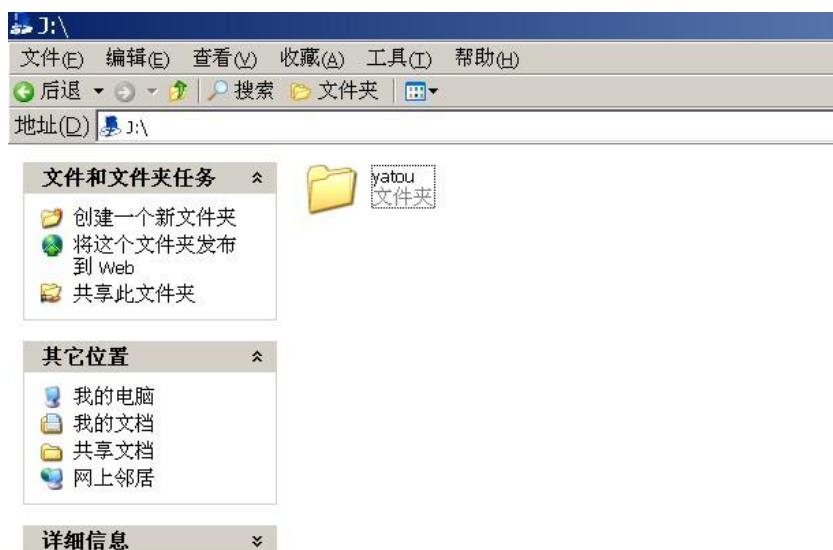 J:\
文件(F) 编辑(E) 查看(V) 收藏(A) 工具(T) 帮助(H)
后退 搜索 文件夹
地址(D) J:\
文件和文件夹任务
创建一个新文件夹
将这个文件夹发布
到 Web
共享此文件夹
其它位置
我的电脑
我的文档
共享文档
网上邻居
详细信息
yatou
文件夹